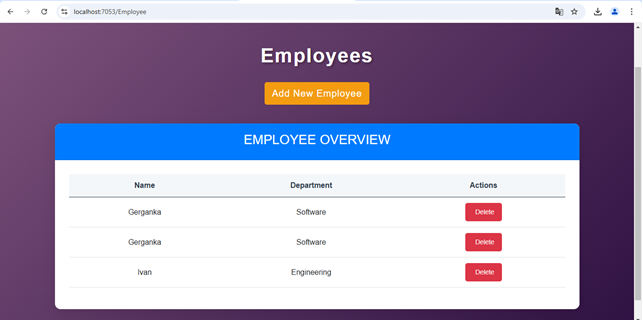 localhost:7053/Employee
Employees
Add New Employee
EMPLOYEE OVERVIEW
Name Department Actions
Gerganka Software Delete
Gerganka Software Delete
Ivan Engineering Delete